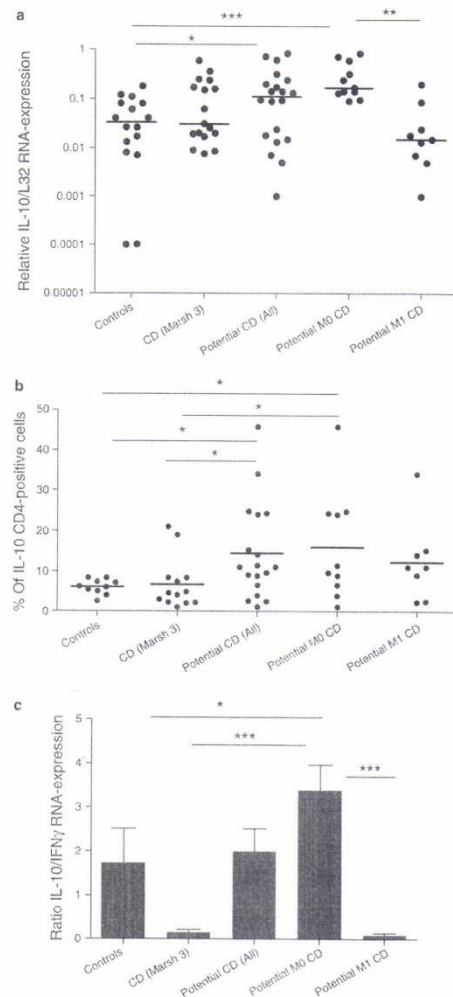 a
***
**
*
Relative IL-10/L32 RNA-expression
1
0.1
0.01
0.001
0.0001
0.00001
Controls
CD (Marsh 3)
Potential CD (All)
Potential M0 CD
Potential M1 CD
b
*
*
*
*
% Of IL-10 CD4-positive cells
50
40
30
20
10
0
Controls
CD (Marsh 3)
Potential CD (All)
Potential M0 CD
Potential M1 CD
c
*
***
***
Ratio IL-10/IFNγ RNA-expression
5
4
3
2
1
0
Controls
CD (Marsh 3)
Potential CD (All)
Potential M0 CD
Potential M1 CD